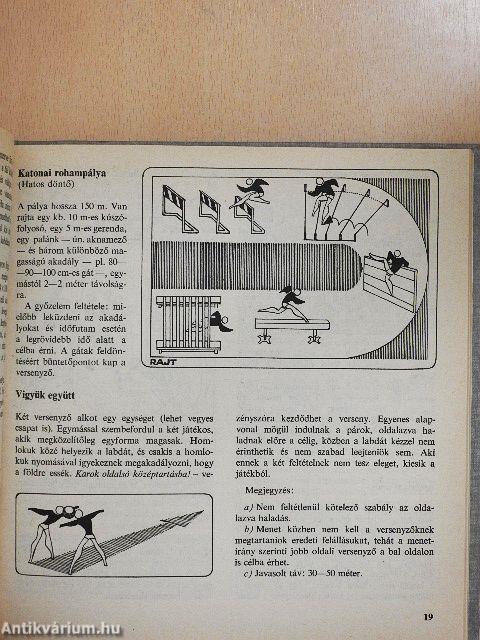 Katonai rohampálya
(Hatos döntő)
A pálya hossza 150 m. Van
rajta egy kb. 10 m-es kúszó-
folyosó, egy 5 m-es gerenda,
egy palánk — ún. aknamező
— és három különböző ma-
gasságú akadály — pl. 80—
—90—100 cm-es gát —, egy-
mástól 2—2 méter távolság-
ra.
A győzelem feltétele: mi-
előbb leküzdeni az akadá-
lyokat és időfutam esetén
a legrövidebb idő alatt a
célba érni. A gátak feldön-
téséért büntetőpontot kap a
versenyző.
RAJT
Vigyük együtt
Két versenyző alkot egy egységet (lehet vegyes
csapat is). Egymással szembefordul a két játékos,
akik megközelítőleg egyforma magasak. Hom-
lokuk közé helyezik a labdát, és csakis a homlo-
kuk nyomásával igyekeznek megakadályozni, hogy
a földre essék. Karok oldalsó középtartásba! – ve-
zényszóra kezdődhet a verseny. Egyenes alap-
vonal mögül indulnak a párok, oldalazva ha-
ladnak előre a célig, közben a labdát kézzel nem
érinthetik és nem szabad leejteniök sem. Aki
ennek a két feltételnek nem tesz eleget, kiesik a
játékból.
Megjegyzés:
a) Nem feltétlenül kötelező szabály az olda-
lazva haladás.
b) Menet közben nem kell a versenyzőknek
megtartaniok eredeti felállásukat, tehát a menet-
irány szerinti jobb oldali versenyző a bal oldalon
is célba érhet.
c) Javasolt táv: 30—50 méter.
19
Antikvárium.hu